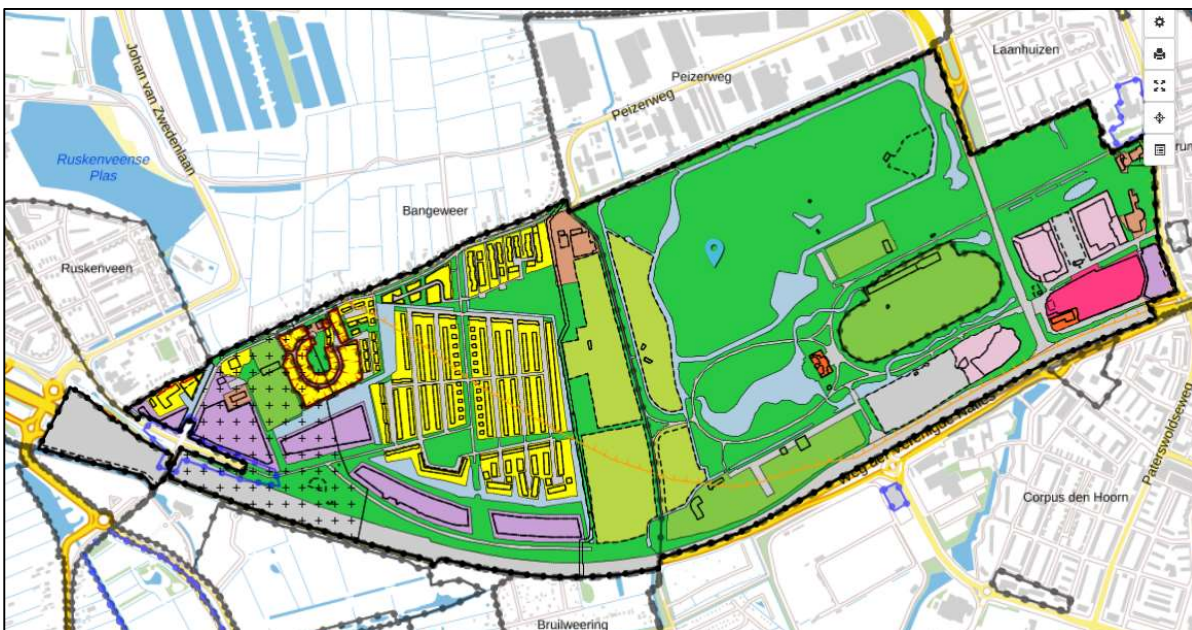 Johan van Zwedenlaan
Laanhuizen
Peizerweg
Peizerweg
Ruskenveense
Plas
Bangeweer
Ruskenveen
Corpus den Hoorn
Paterswoldseweg
Bruilweering